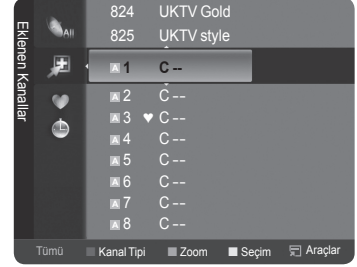 Eklenen Kanallar
All
824 UKTV Gold
825 UKTV style
A 1 C --
A 2 C --
A 3 ♥ C --
A 4 C --
A 5 C --
A 6 C --
A 7 C --
A 8 C --
Tümü Kanal Tipi Zoom Seçim Araçlar